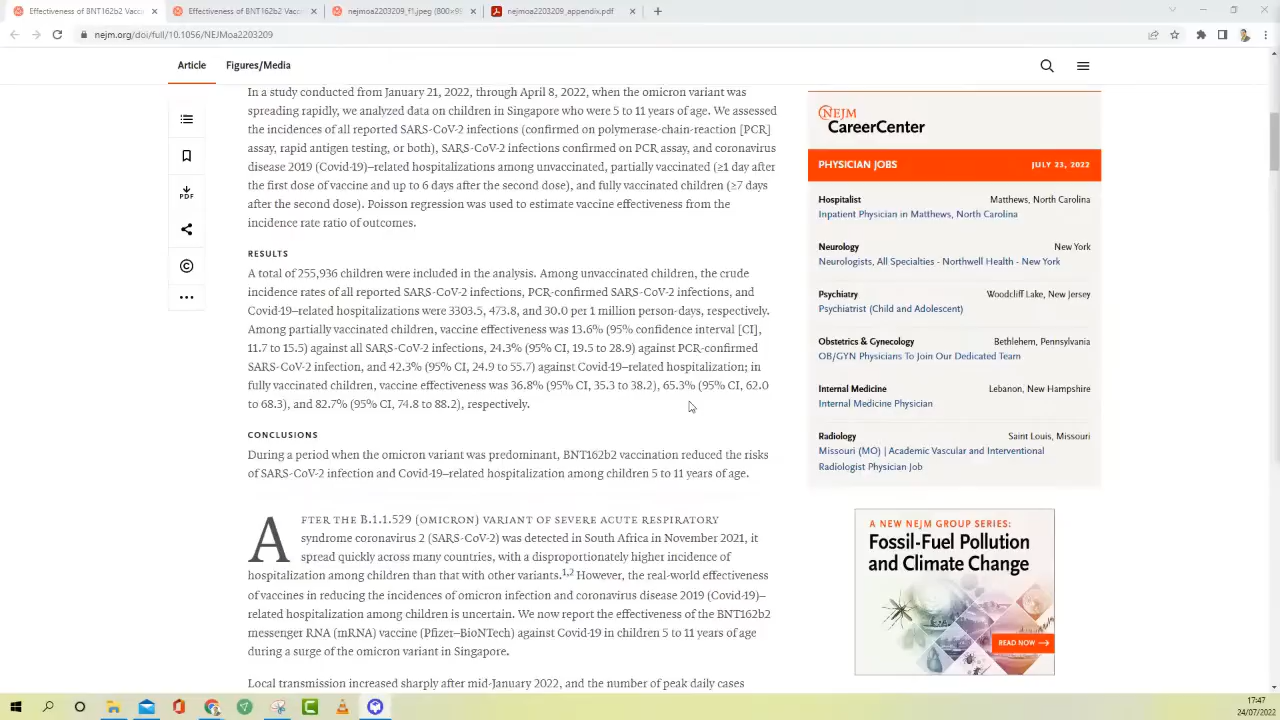 Effectiveness of BNT162b2 Vacci
Effectiveness of BNT162b2 Vacci
nejmoa2203209_f1.jpeg (800×95
nejmoa2203209_appendix.pdf
nejm.org/doi/full/10.1056/NEJMoa2203209
Article
Figures/Media
In a study conducted from January 21, 2022, through April 8, 2022, when the omicron variant was
spreading rapidly, we analyzed data on children in Singapore who were 5 to 11 years of age. We assessed
the incidences of all reported SARS-CoV-2 infections (confirmed on polymerase-chain-reaction [PCR]
assay, rapid antigen testing, or both), SARS-CoV-2 infections confirmed on PCR assay, and coronavirus
disease 2019 (Covid-19)–related hospitalizations among unvaccinated, partially vaccinated (≥1 day after
the first dose of vaccine and up to 6 days after the second dose), and fully vaccinated children (≥7 days
after the second dose). Poisson regression was used to estimate vaccine effectiveness from the
incidence rate ratio of outcomes.
RESULTS
A total of 255,936 children were included in the analysis. Among unvaccinated children, the crude
incidence rates of all reported SARS-CoV-2 infections, PCR-confirmed SARS-CoV-2 infections, and
Covid-19–related hospitalizations were 3303.5, 473.8, and 30.0 per 1 million person-days, respectively.
Among partially vaccinated children, vaccine effectiveness was 13.6% (95% confidence interval [CI],
11.7 to 15.5) against all SARS-CoV-2 infections, 24.3% (95% CI, 19.5 to 28.9) against PCR-confirmed
SARS-CoV-2 infection, and 42.3% (95% CI, 24.9 to 55.7) against Covid-19–related hospitalization; in
fully vaccinated children, vaccine effectiveness was 36.8% (95% CI, 35.3 to 38.2), 65.3% (95% CI, 62.0
to 68.3), and 82.7% (95% CI, 74.8 to 88.2), respectively.
CONCLUSIONS
During a period when the omicron variant was predominant, BNT162b2 vaccination reduced the risks
of SARS-CoV-2 infection and Covid-19–related hospitalization among children 5 to 11 years of age.
AFTER THE B.1.1.529 (OMICRON) VARIANT OF SEVERE ACUTE RESPIRATORY
syndrome coronavirus 2 (SARS-CoV-2) was detected in South Africa in November 2021, it
spread quickly across many countries, with a disproportionately higher incidence of
hospitalization among children than that with other variants.1,2 However, the real-world effectiveness
of vaccines in reducing the incidences of omicron infection and coronavirus disease 2019 (Covid-19)–
related hospitalization among children is uncertain. We now report the effectiveness of the BNT162b2
messenger RNA (mRNA) vaccine (Pfizer–BioNTech) against Covid-19 in children 5 to 11 years of age
during a surge of the omicron variant in Singapore.
Local transmission increased sharply after mid-January 2022, and the number of peak daily cases
PDF
NEJM
CareerCenter
PHYSICIAN JOBS
JULY 23, 2022
Hospitalist
Matthews, North Carolina
Inpatient Physician in Matthews, North Carolina
Neurology
New York
Neurologists, All Specialties - Northwell Health - New York
Psychiatry
Woodcliff Lake, New Jersey
Psychiatrist (Child and Adolescent)
Obstetrics & Gynecology
Bethlehem, Pennsylvania
OB/GYN Physicians To Join Our Dedicated Team
Internal Medicine
Lebanon, New Hampshire
Internal Medicine Physician
Radiology
Saint Louis, Missouri
Missouri (MO) | Academic Vascular and Interventional
Radiologist Physician Job
A NEW NEJM GROUP SERIES:
Fossil-Fuel Pollution
and Climate Change
READ NOW
17:47
24/07/2022